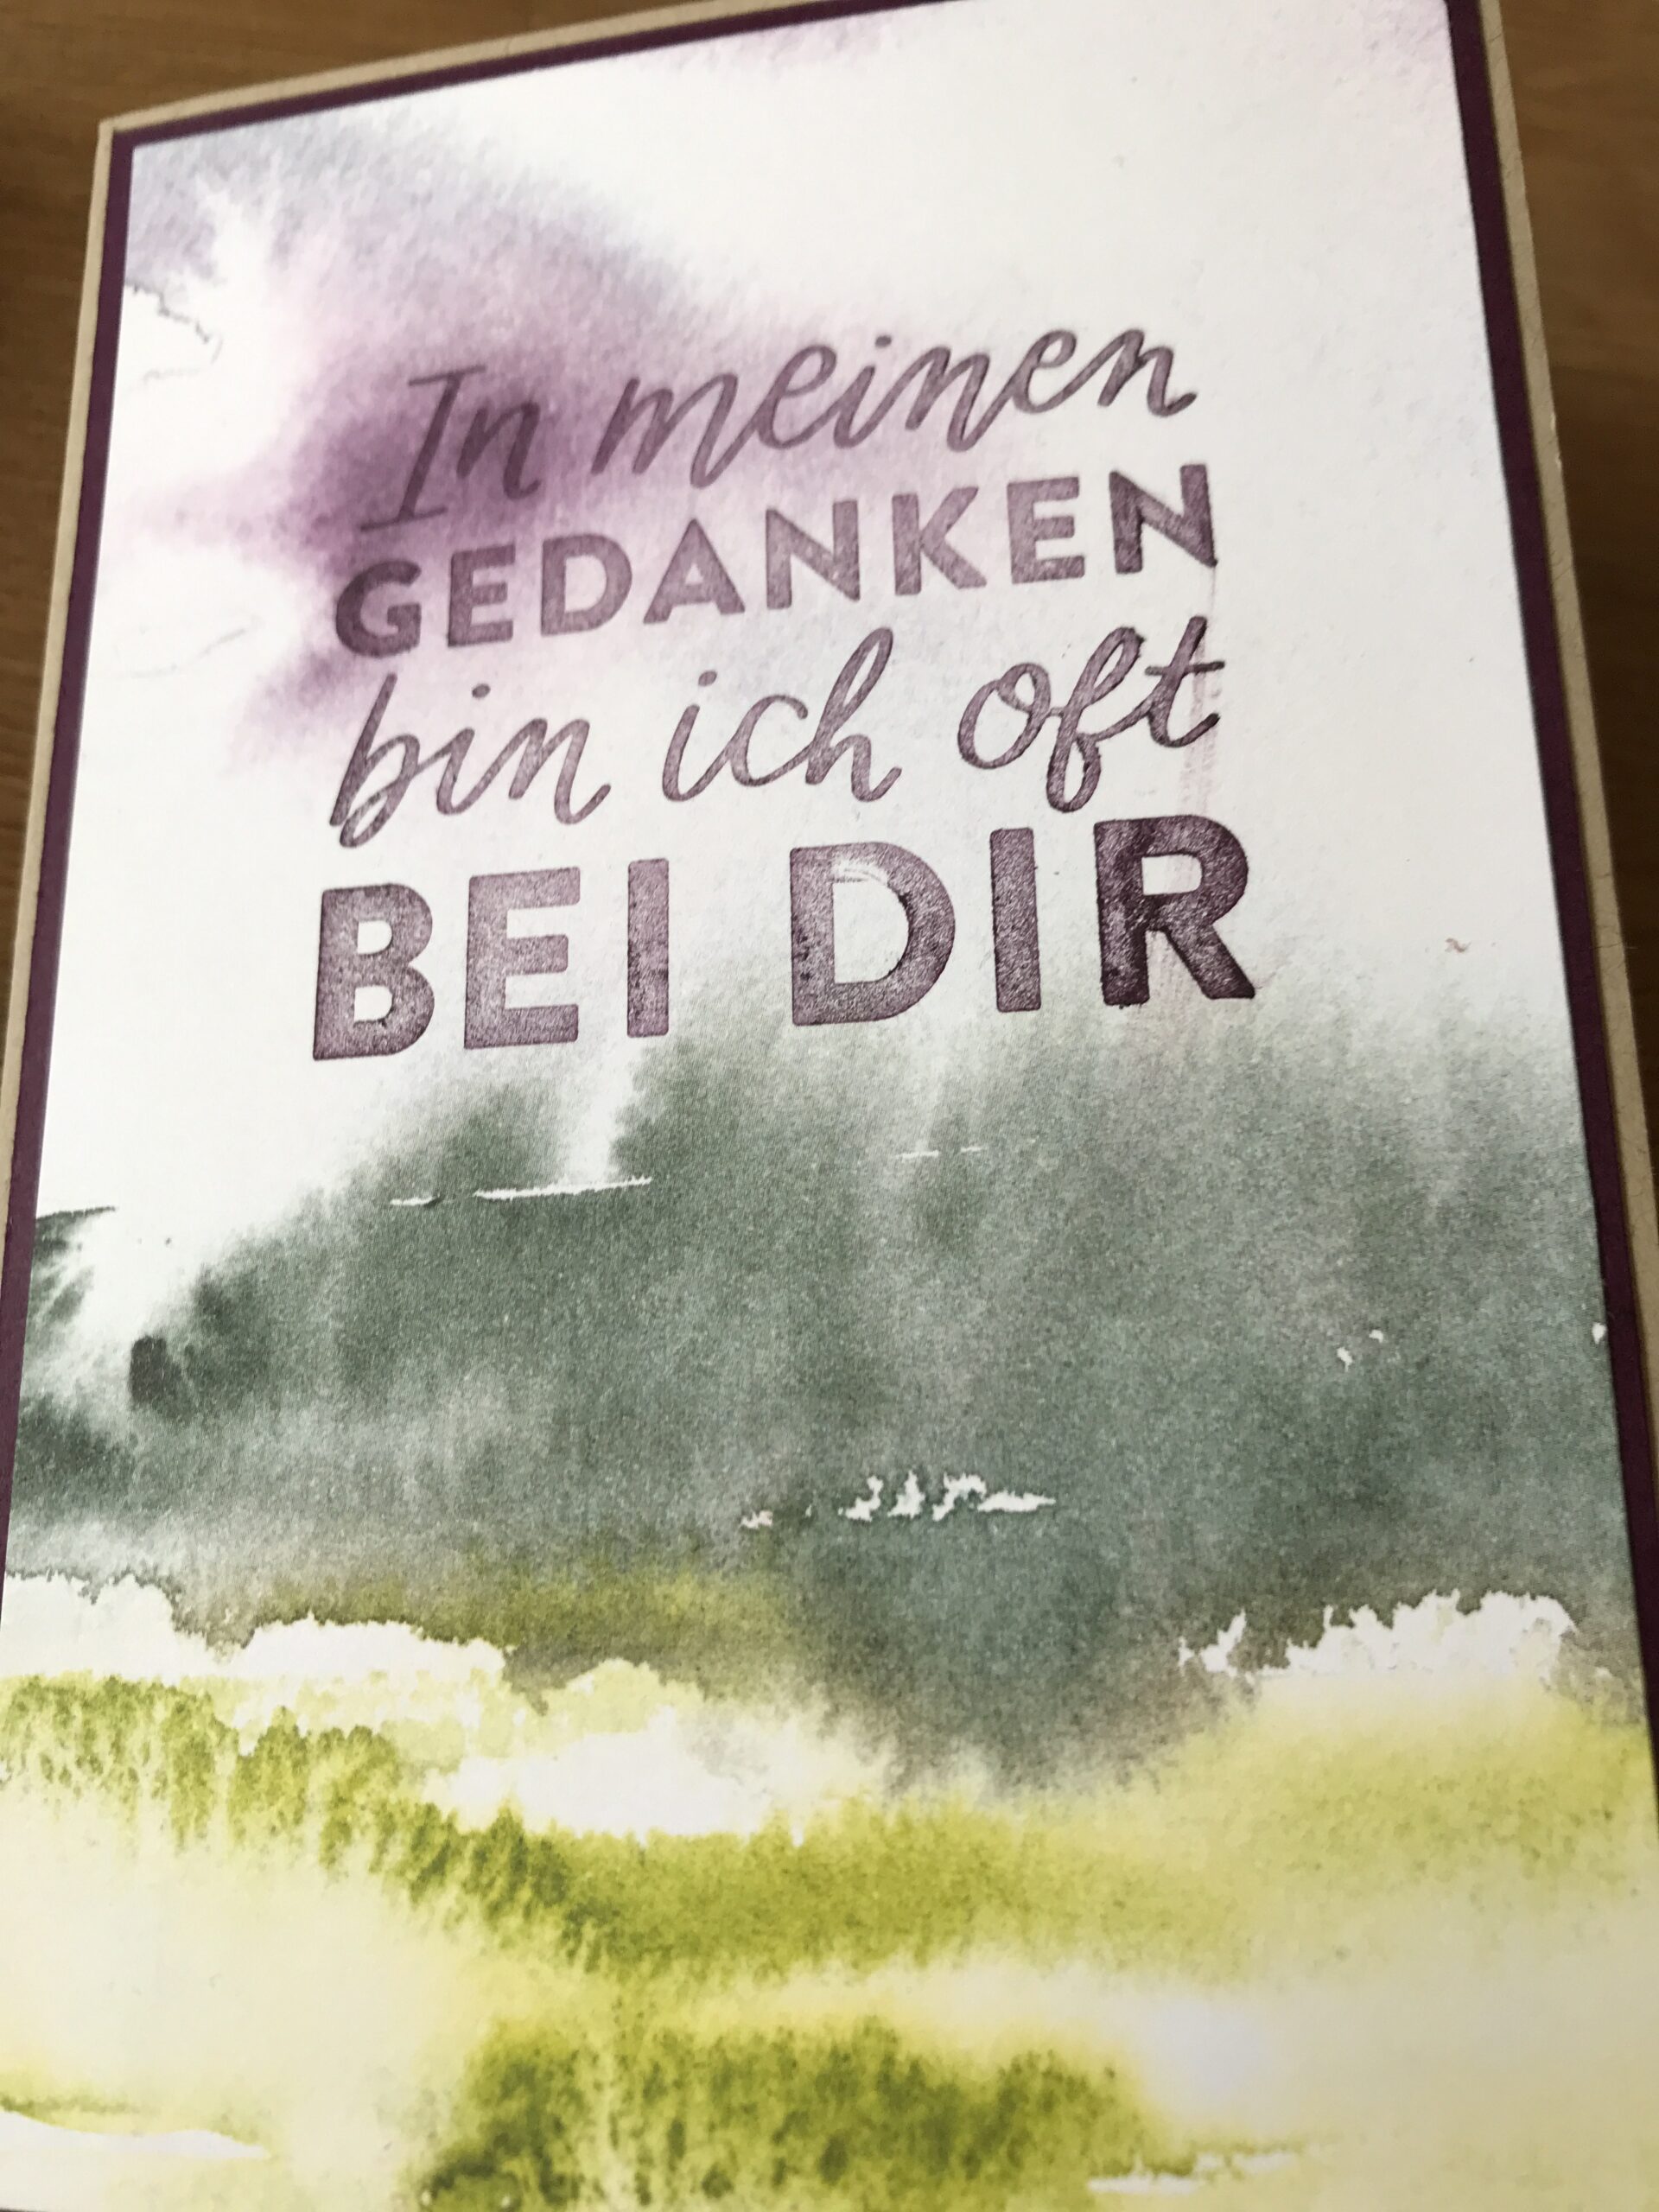 In meinen
GEDANKEN
bin ich oft
BEI DIR